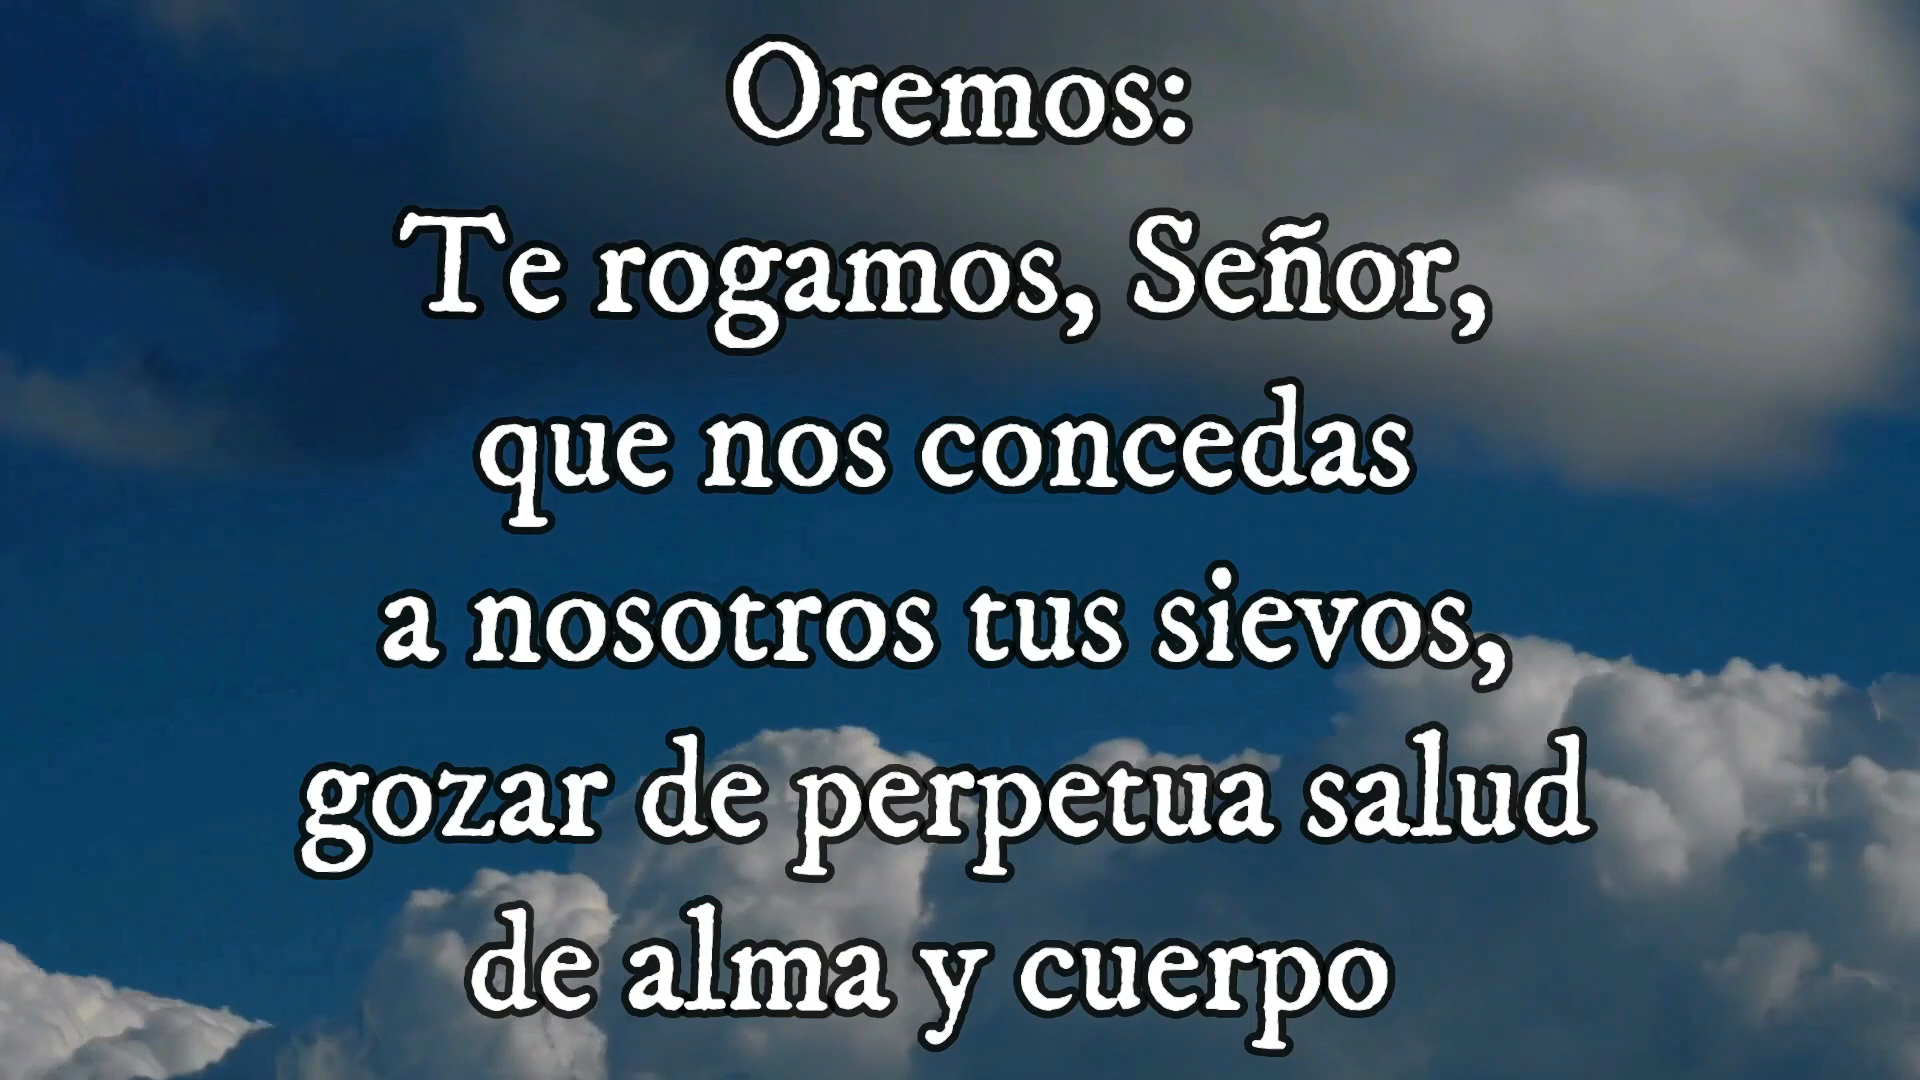 Oremos:
Te rogamos, Señor,
que nos concedas
a nosotros tus sievos,
gozar de perpetua salud
de alma y cuerpo